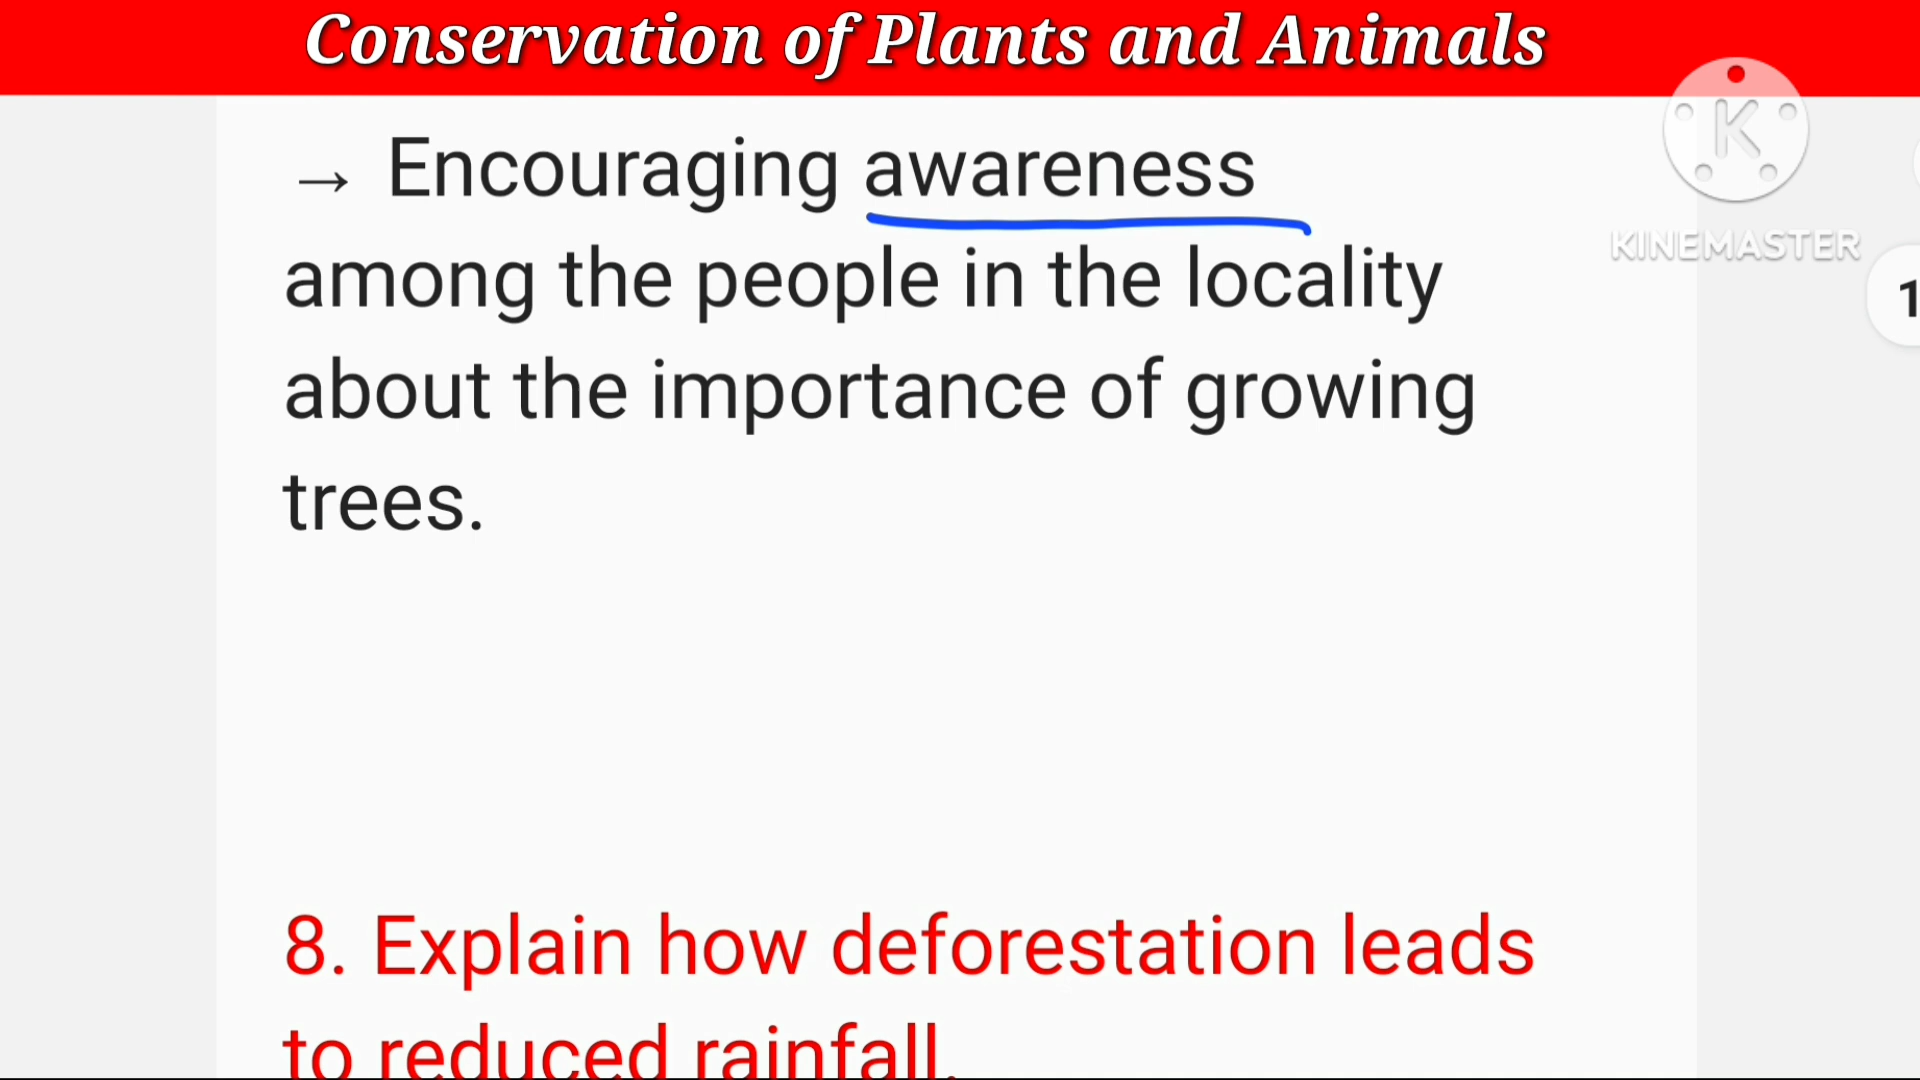 Conservation of Plants and Animals
→ Encouraging awareness
among the people in the locality
about the importance of growing
trees.
K
KINEMASTER
1
8. Explain how deforestation leads
to reduced rainfall.